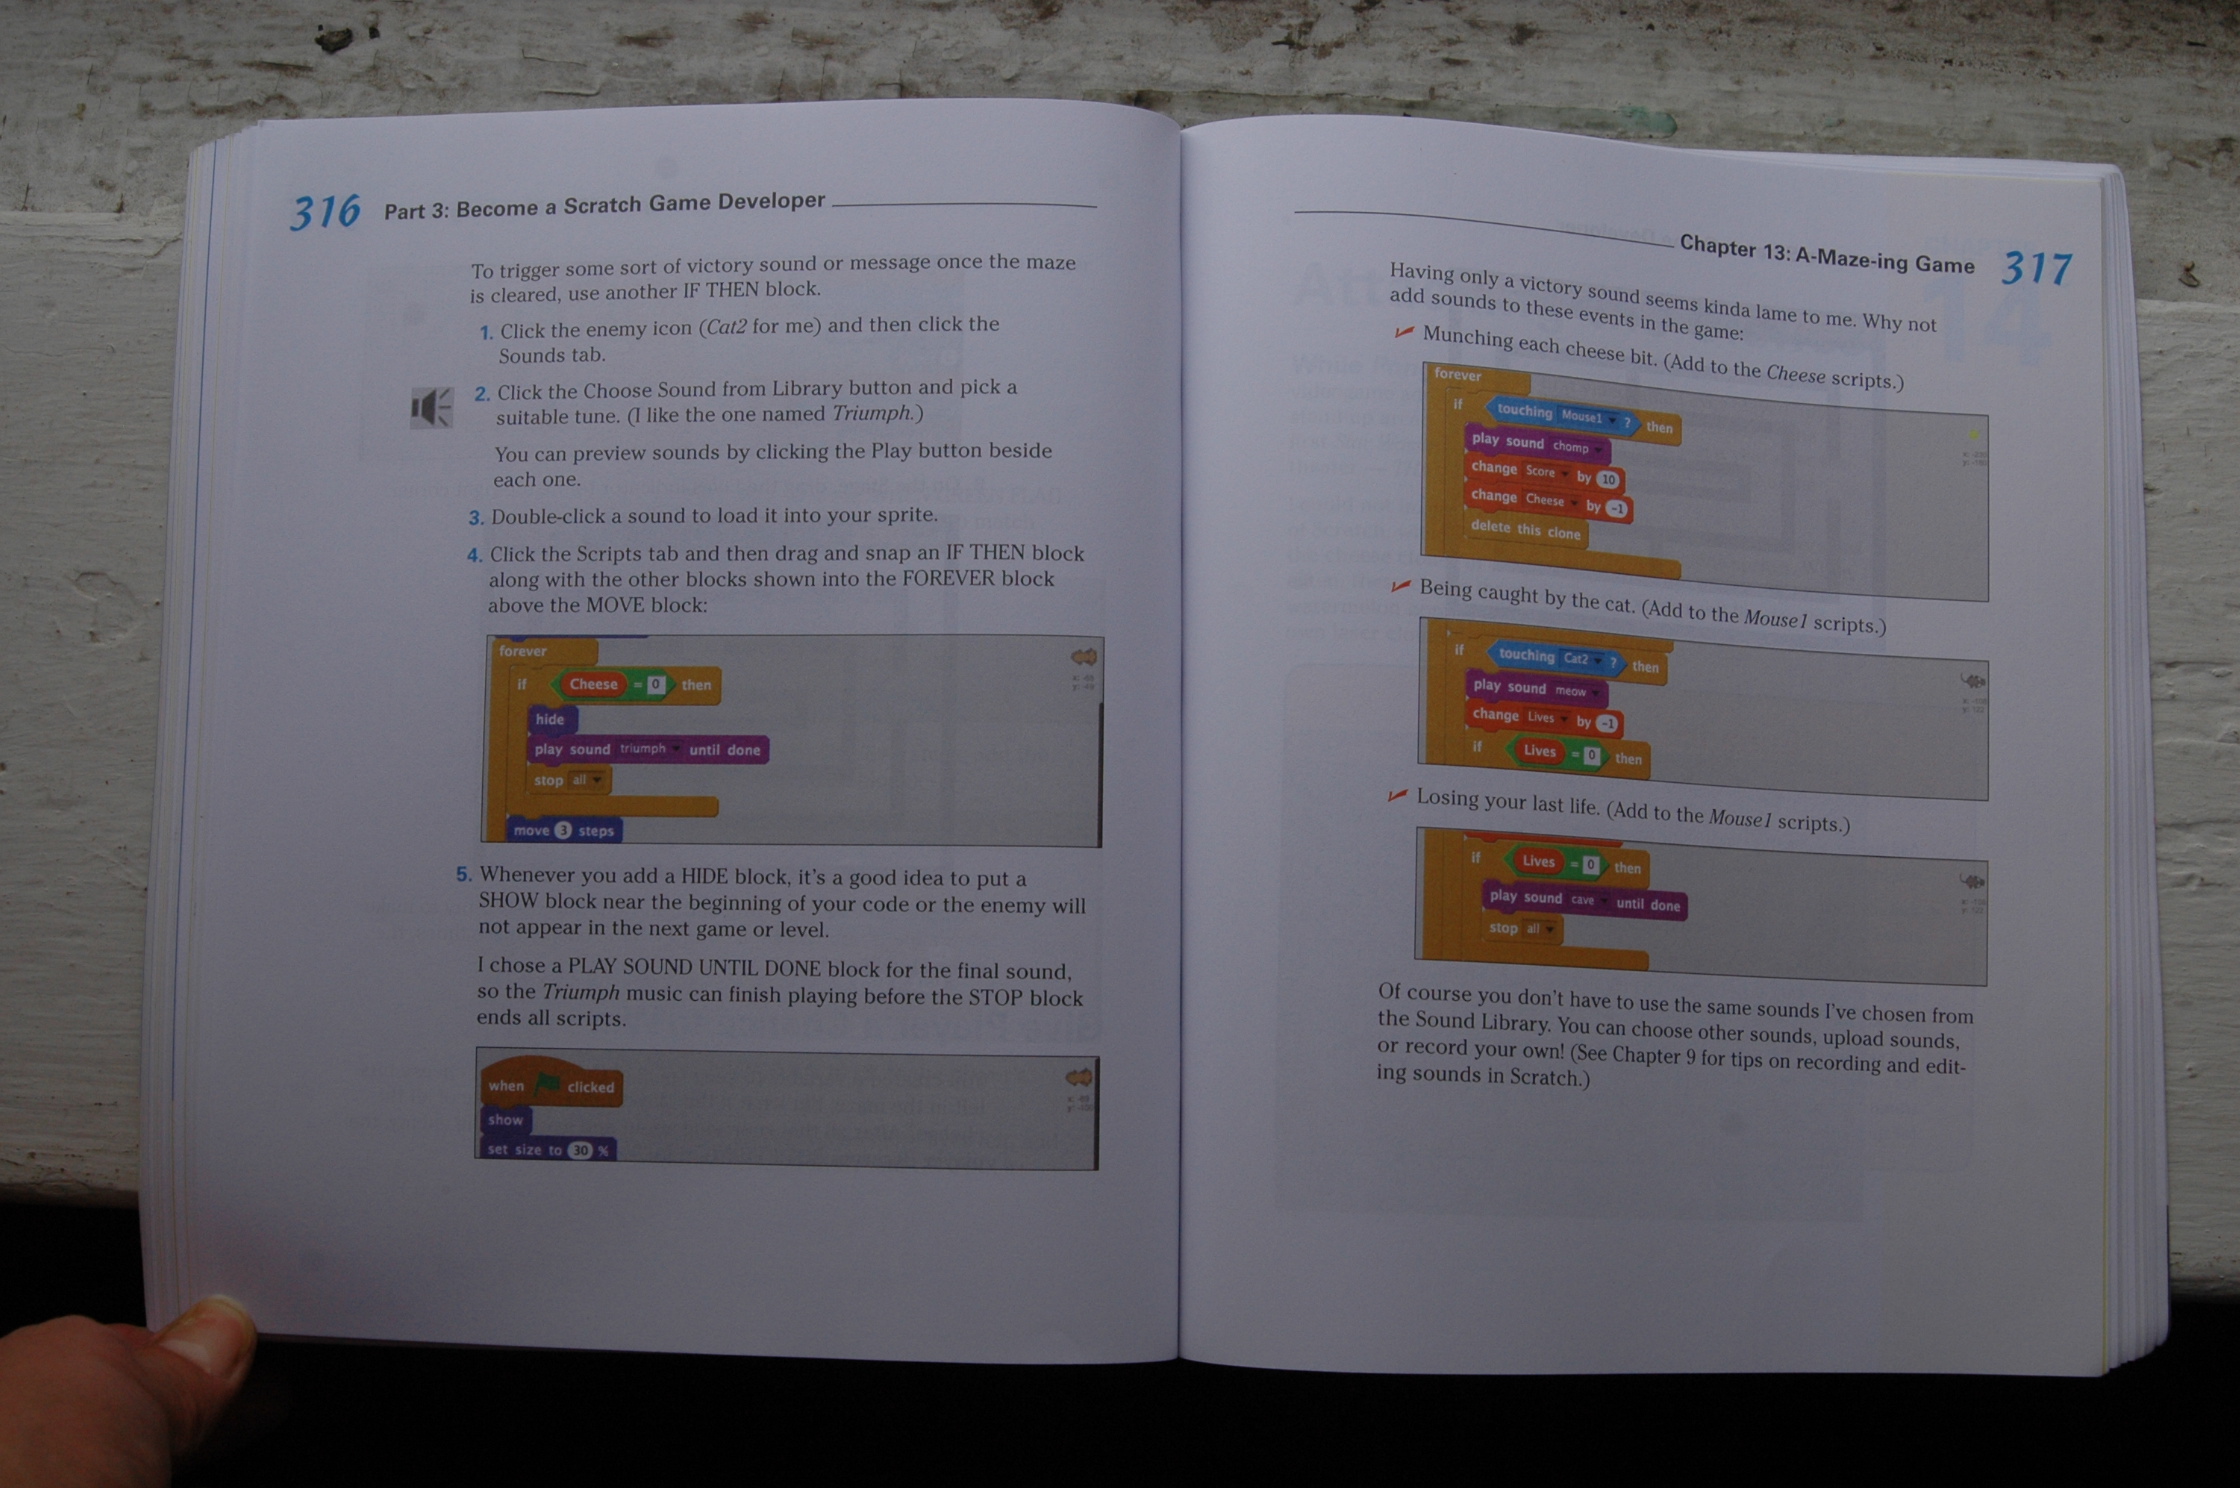 316 Part 3: Become a Scratch Game Developer
To trigger some sort of victory sound or message once the maze
is cleared, use another IF THEN block.
1. Click the enemy icon (Cat2 for me) and then click the
Sounds tab.
2. Click the Choose Sound from Library button and pick a
suitable tune. (I like the one named Triumph.)
You can preview sounds by clicking the Play button beside
each one.
3. Double-click a sound to load it into your sprite.
4. Click the Scripts tab and then drag and snap an IF THEN block
along with the other blocks shown into the FOREVER block
above the MOVE block:
forever
if Cheese = 0 then
hide
play sound triumph until done
stop all
move 3 steps
5. Whenever you add a HIDE block, it's a good idea to put a
SHOW block near the beginning of your code or the enemy will
not appear in the next game or level.
I chose a PLAY SOUND UNTIL DONE block for the final sound,
so the Triumph music can finish playing before the STOP block
ends all scripts.
when clicked
show
set size to 30 %
Chapter 13: A-Maze-ing Game 317
Having only a victory sound seems kinda lame to me. Why not
add sounds to these events in the game:
✓ Munching each cheese bit. (Add to the Cheese scripts.)
forever
if touching Mouse1 ? then
play sound chomp
change Score by 10
change Cheese by -1
delete this clone
✓ Being caught by the cat. (Add to the Mouse1 scripts.)
if touching Cat2 ? then
play sound meow
change Lives by -1
if Lives = 0 then
✓ Losing your last life. (Add to the Mouse1 scripts.)
if Lives = 0 then
play sound cave until done
stop all
Of course you don't have to use the same sounds I've chosen from
the Sound Library. You can choose other sounds, upload sounds,
or record your own! (See Chapter 9 for tips on recording and edit-
ing sounds in Scratch.)